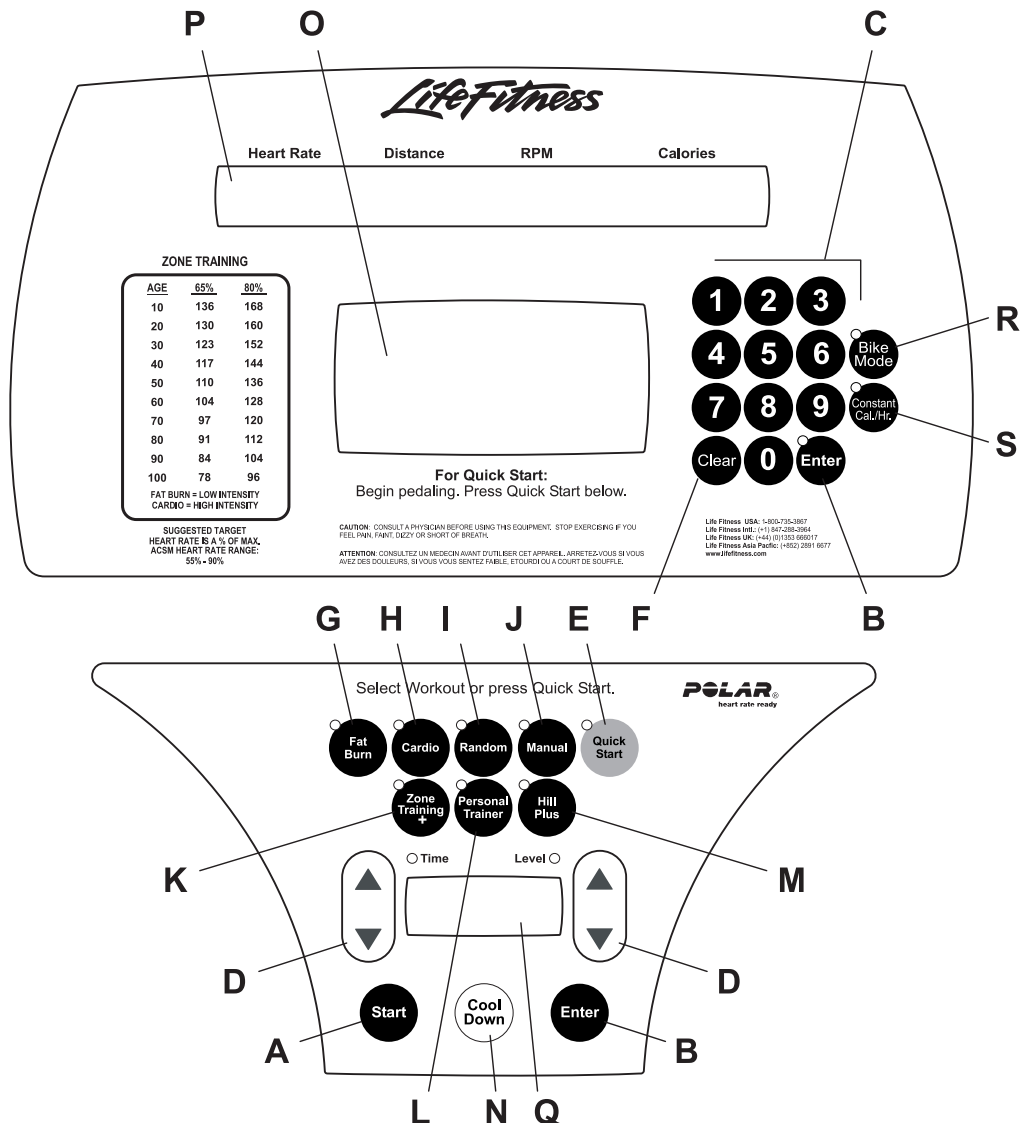 P O C
LifeFitness
Heart Rate Distance RPM Calories
ZONE TRAINING
AGE 65% 80%
10 136 168
20 130 160
30 123 152
40 117 144
50 110 136
60 104 128
70 97 120
80 91 112
90 84 104
100 78 96
FAT BURN = LOW INTENSITY
CARDIO = HIGH INTENSITY
SUGGESTED TARGET
HEART RATE IS A % OF MAX.
ACSM HEART RATE RANGE:
55% - 90%
1 2 3
4 5 6 Bike
Mode
7 8 9 Constant
Cal./Hr.
Clear 0 Enter
R
S
For Quick Start:
Begin pedaling. Press Quick Start below.
CAUTION: CONSULT A PHYSICIAN BEFORE USING THIS EQUIPMENT. STOP EXERCISING IF YOU
FEEL PAIN, FAINT, DIZZY OR SHORT OF BREATH.
ATTENTION: CONSULTEZ UN MEDECIN AVANT D'UTILISER CET APPAREIL. ARRETEZ-VOUS SI VOUS
AVEZ DES DOULEURS, SI VOUS VOUS SENTEZ FAIBLE, ETOURDI OU A COURT DE SOUFFLE.
Life Fitness USA: 1-800-735-3867
Life Fitness Intl.: (+1) 847-288-3964
Life Fitness UK: (+44) (0)1353 666017
Life Fitness Asia Pacfic: (+852) 2891 6677
www.lifefitness.com
G H I J E F B
Select Workout or press Quick Start.
POLAR®
heart rate ready
Fat
Burn
Cardio
Random
Manual
Quick
Start
Zone
Training
+
Personal
Trainer
Hill
Plus
K
M
Time Level
D D
Start
Cool
Down
Enter
A B
L N Q